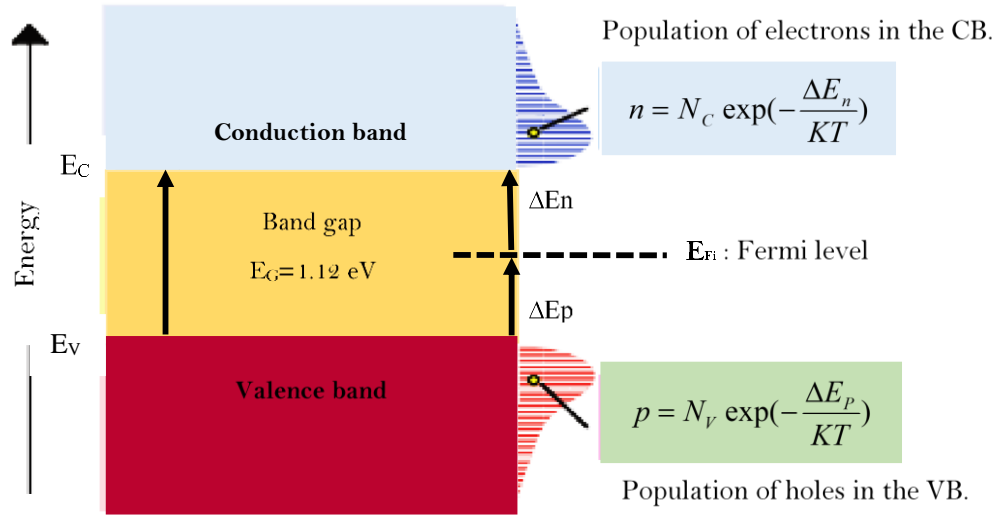 Population of electrons in the CB.
n = N_C exp(-ΔE_n/KT)
Conduction band
E_C
ΔEn
Band gap
Energy
E_Fi : Fermi level
E_G=1.12 eV
ΔEp
E_V
Valence band
p = N_V exp(-ΔE_P/KT)
Population of holes in the VB.